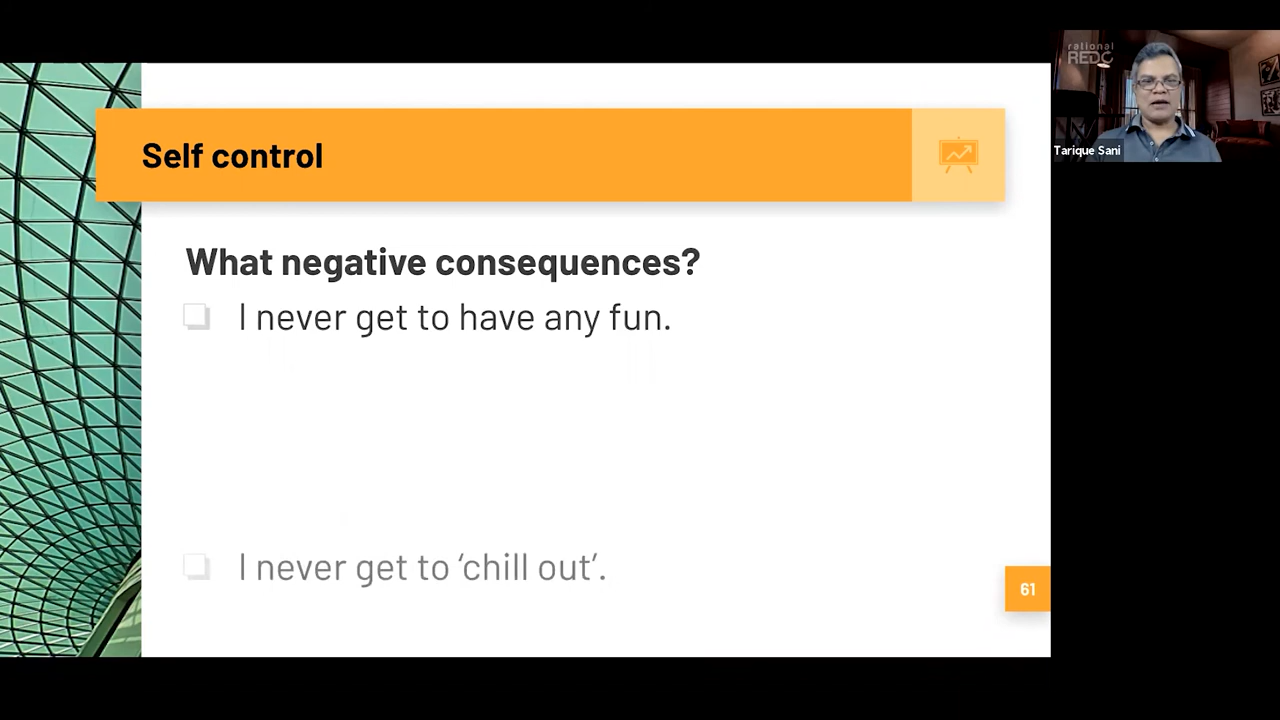 rational
REDC
Tarique Sani
Self control
What negative consequences?
I never get to have any fun.
I never get to ‘chill out’.
61